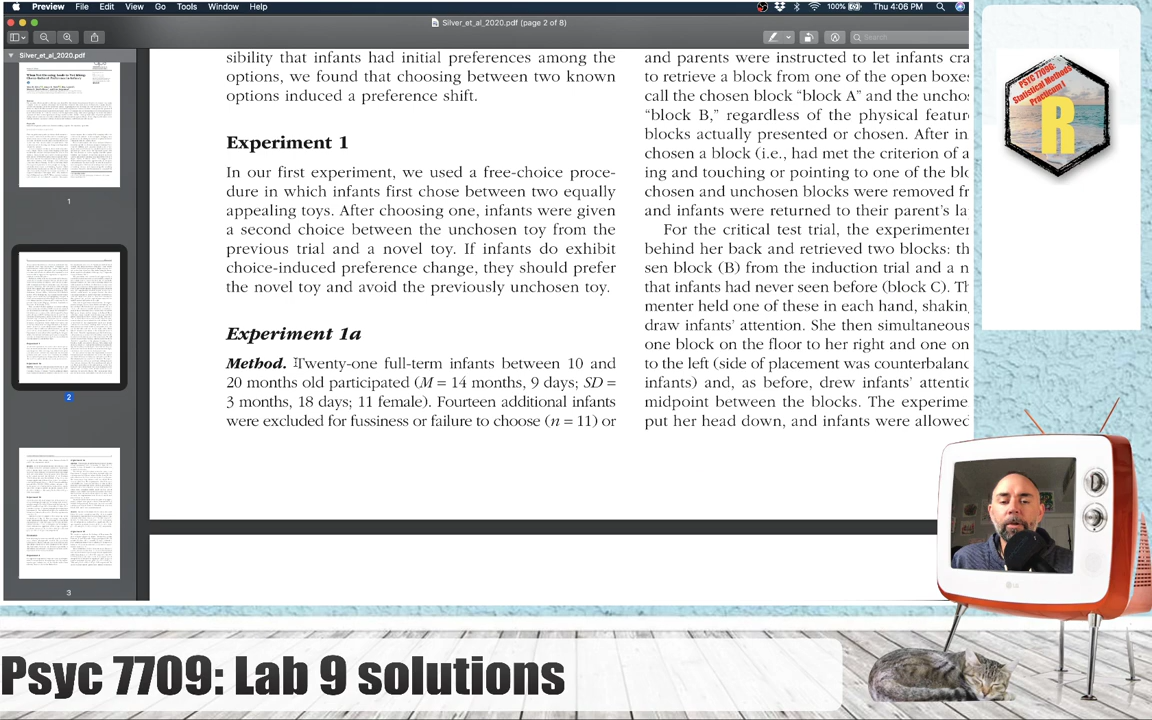 Preview File Edit View Go Tools Window Help
100% Thu 4:06 PM
Silver_et_al_2020.pdf (page 2 of 8)
Search
Silver_et_al_2020.pdf
1
2
3
sibility that infants had initial preferences among the
options, we found that choosing between two known
options induced a preference shift.
Experiment 1
In our first experiment, we used a free-choice proce-
dure in which infants first chose between two equally
appealing toys. After choosing one, infants were given
a second choice between the unchosen toy from the
previous trial and a novel toy. If infants do exhibit
choice-induced preference change, they should prefer
the novel toy and avoid the previously unchosen toy.
Experiment 1a
Method. Twenty-one full-term infants between 10 and
20 months old participated (M = 14 months, 9 days; SD =
3 months, 18 days; 11 female). Fourteen additional infants
were excluded for fussiness or failure to choose (n = 11) or
and parents were instructed to let infants cra
to retrieve a block from one of the open boxes
call the chosen block “block A” and the unchos
“block B,” regardless of the physical feature
blocks actually presented or chosen. After in
chosen a block (i.e., had met the criterion of a
ing and touching or pointing to one of the blo
chosen and unchosen blocks were removed fr
and infants were returned to their parent's la
For the critical test trial, the experimenter
behind her back and retrieved two blocks: th
sen block (B) from the induction trial and a n
that infants had never seen before (block C). Th
menter held one of these in each hand, shakin
draw infants' attention. She then simultaneous
one block on the floor to her right and one on
to the left (side of placement was counterbalanc
infants) and, as before, drew infants' attentio
midpoint between the blocks. The experime
put her head down, and infants were allowed
PSYC 7709:
Statistical Methods
Practicum I
R
LG
Psyc 7709: Lab 9 solutions